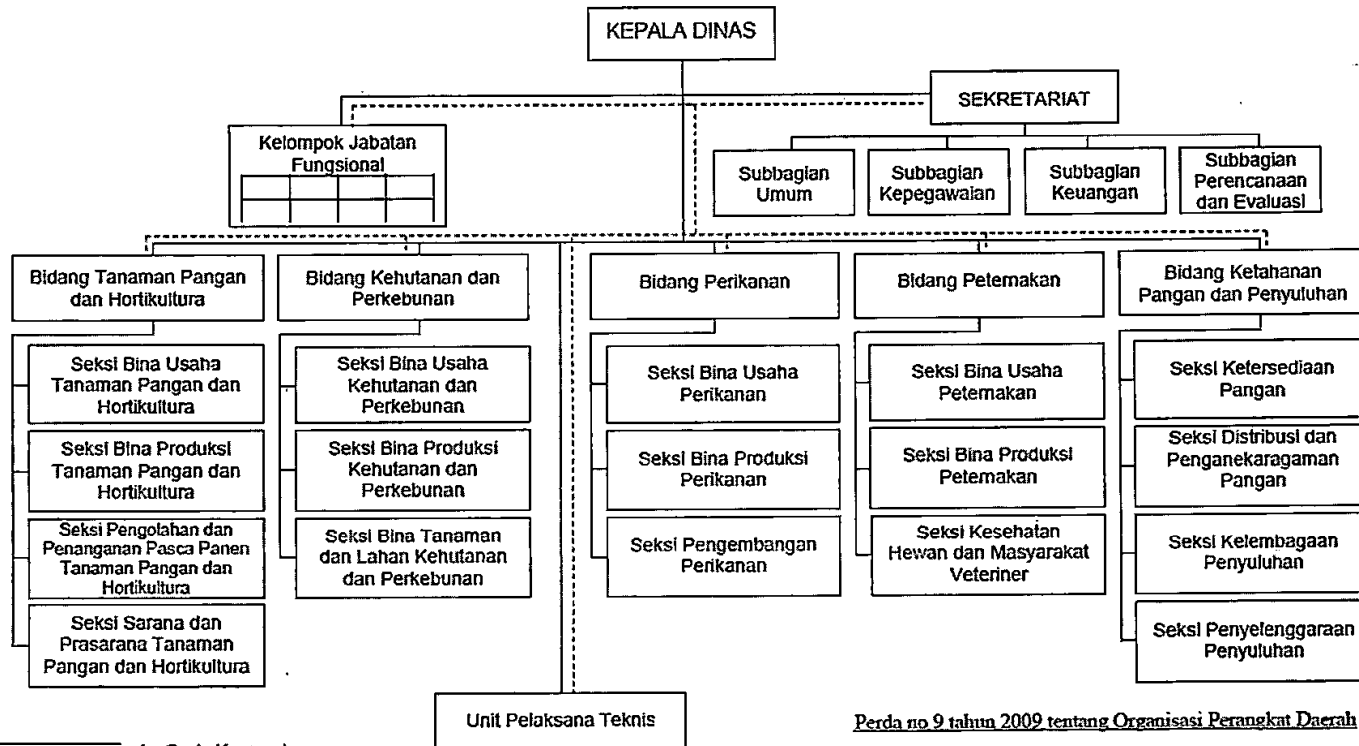 KEPALA DINAS
SEKRETARIAT
Kelompok Jabatan
Fungsional
Subbagian
Umum
Subbagian
Kepegawaian
Subbagian
Keuangan
Subbagian
Perencanaan
dan Evaluasi
Bidang Tanaman Pangan
dan Hortikultura
Bidang Kehutanan dan
Perkebunan
Bidang Perikanan
Bidang Peternakan
Bidang Ketahanan
Pangan dan Penyuluhan
Seksi Bina Usaha
Tanaman Pangan dan
Hortikultura
Seksi Bina Produksi
Tanaman Pangan dan
Hortikultura
Seksi Pengolahan dan
Penanganan Pasca Panen
Tanaman Pangan dan
Hortikultura
Seksi Sarana dan
Prasarana Tanaman
Pangan dan Hortikultura
Seksi Bina Usaha
Kehutanan dan
Perkebunan
Seksi Bina Produksi
Kehutanan dan
Perkebunan
Seksi Bina Tanaman
dan Lahan Kehutanan
dan Perkebunan
Seksi Bina Usaha
Perikanan
Seksi Bina Produksi
Perikanan
Seksi Pengembangan
Perikanan
Seksi Bina Usaha
Peternakan
Seksi Bina Produksi
Peternakan
Seksi Kesehatan
Hewan dan Masyarakat
Veteriner
Seksi Ketersediaan
Pangan
Seksi Distribusi dan
Penganekaragaman
Pangan
Seksi Kelembagaan
Penyuluhan
Seksi Penyelenggaraan
Penyuluhan
Unit Pelaksana Teknis
Perda no 9 tahun 2009 tentang Organisasi Perangkat Daerah